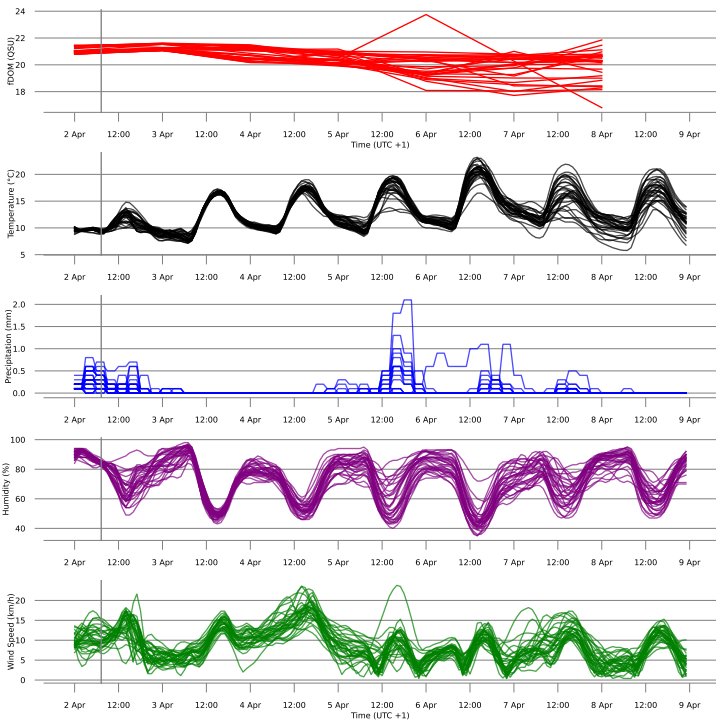 24
22
20
18
fDOM (QSU)
2 Apr 12:00 3 Apr 12:00 4 Apr 12:00 5 Apr 12:00 6 Apr 12:00 7 Apr 12:00 8 Apr 12:00 9 Apr
Time (UTC +1)
20
15
10
5
Temperature (°C)
2 Apr 12:00 3 Apr 12:00 4 Apr 12:00 5 Apr 12:00 6 Apr 12:00 7 Apr 12:00 8 Apr 12:00 9 Apr
2.0
1.5
1.0
0.5
0.0
Precipitation (mm)
2 Apr 12:00 3 Apr 12:00 4 Apr 12:00 5 Apr 12:00 6 Apr 12:00 7 Apr 12:00 8 Apr 12:00 9 Apr
100
80
60
40
Humidity (%)
2 Apr 12:00 3 Apr 12:00 4 Apr 12:00 5 Apr 12:00 6 Apr 12:00 7 Apr 12:00 8 Apr 12:00 9 Apr
20
15
10
5
0
Wind Speed (km/h)
2 Apr 12:00 3 Apr 12:00 4 Apr 12:00 5 Apr 12:00 6 Apr 12:00 7 Apr 12:00 8 Apr 12:00 9 Apr
Time (UTC +1)